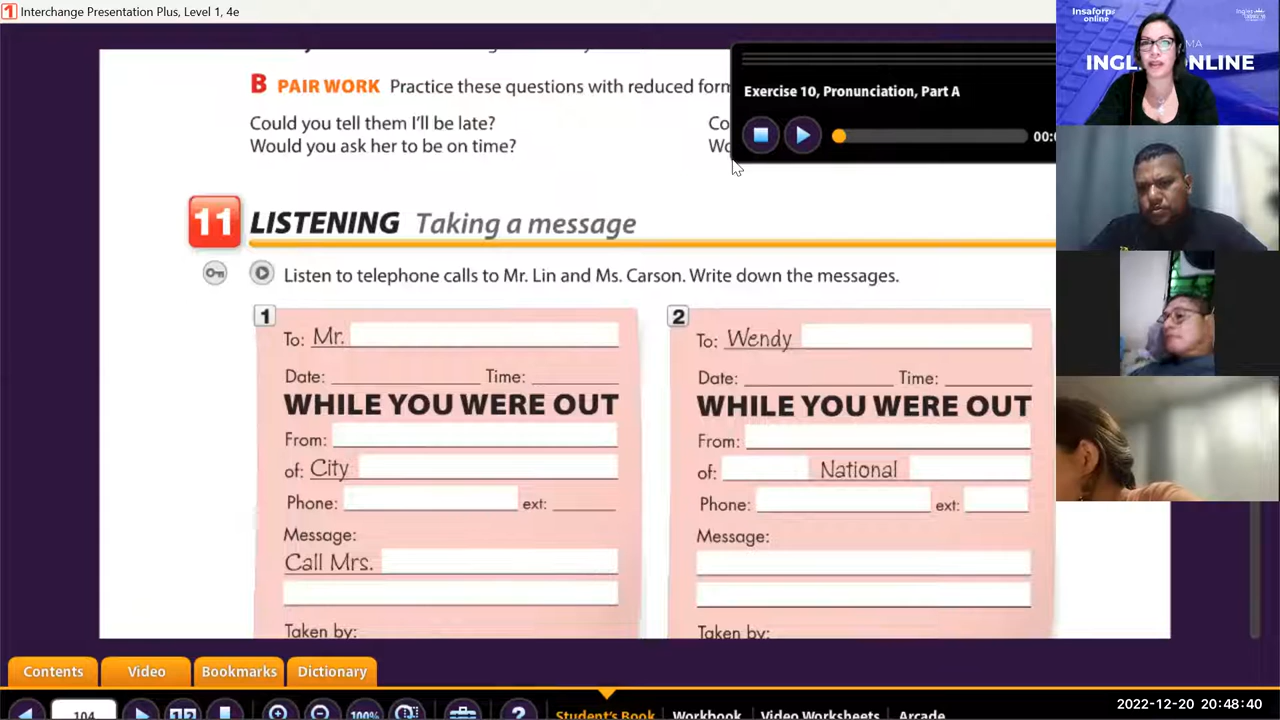 Interchange Presentation Plus, Level 1, 4e
B PAIR WORK Practice these questions with reduced form
Could you tell them I'll be late?
Would you ask her to be on time?
Exercise 10, Pronunciation, Part A
11 LISTENING Taking a message
Listen to telephone calls to Mr. Lin and Ms. Carson. Write down the messages.
1
To: Mr.
Date: Time:
WHILE YOU WERE OUT
From:
of: City
Phone: ext:
Message:
Call Mrs.
Taken by:
2
To: Wendy
Date: Time:
WHILE YOU WERE OUT
From:
of: National
Phone: ext:
Message:
Taken by:
Insaforp
online
ONLINE
Contents Video Bookmarks Dictionary
104 100% Student's Book Workbook Video Worksheets Arcade
2022-12-20 20:48:40